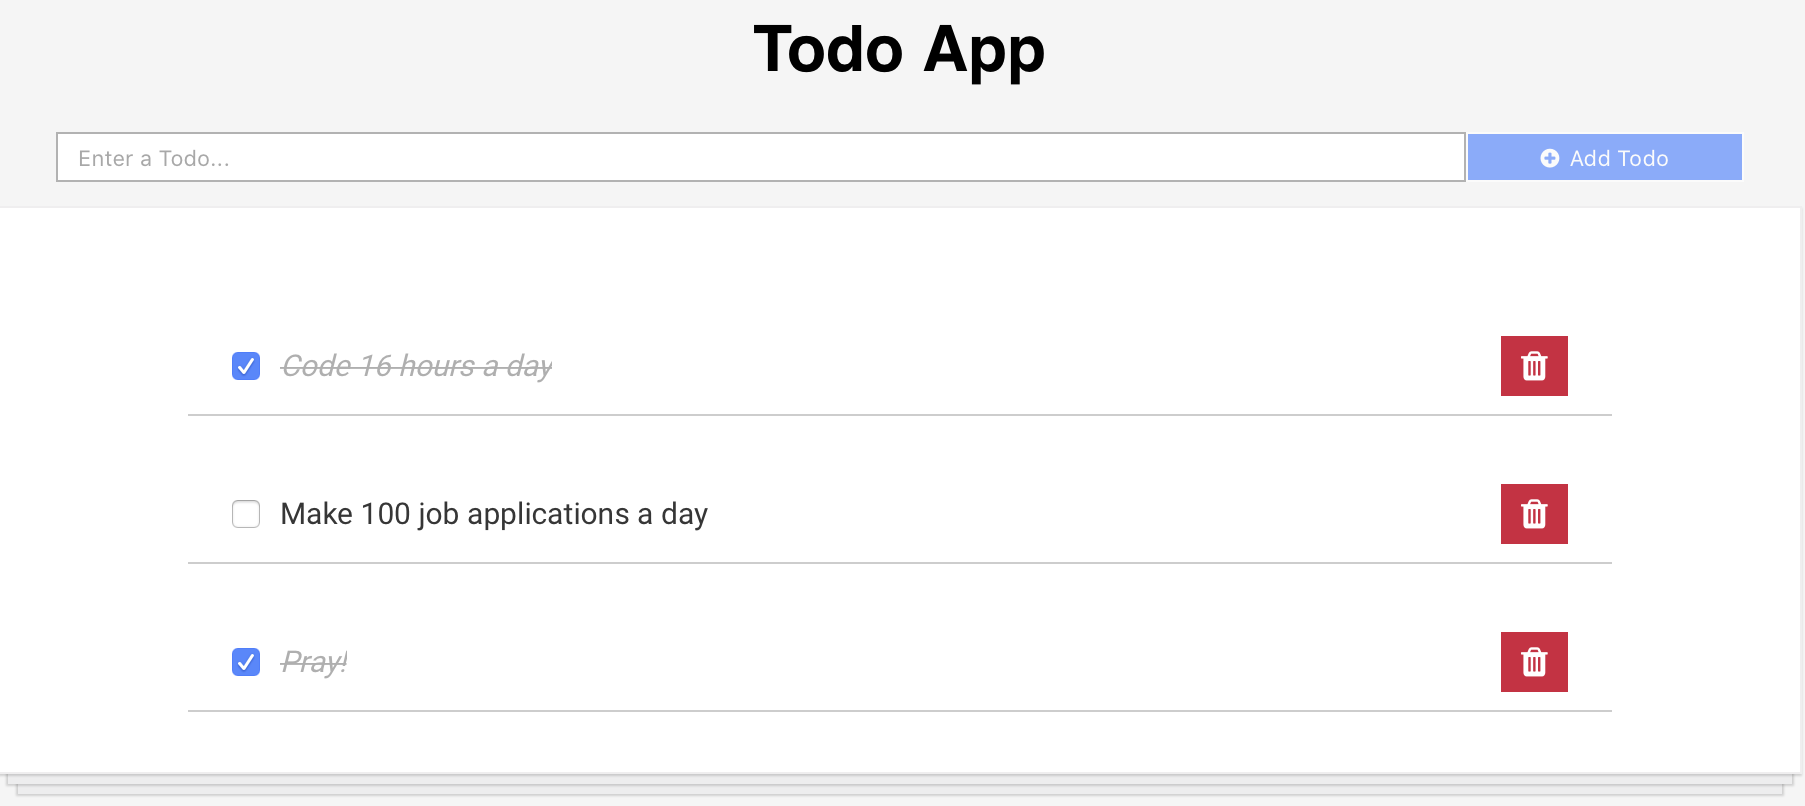 Todo App
Enter a Todo...
Add Todo
Code 16 hours a day
Make 100 job applications a day
Pray!